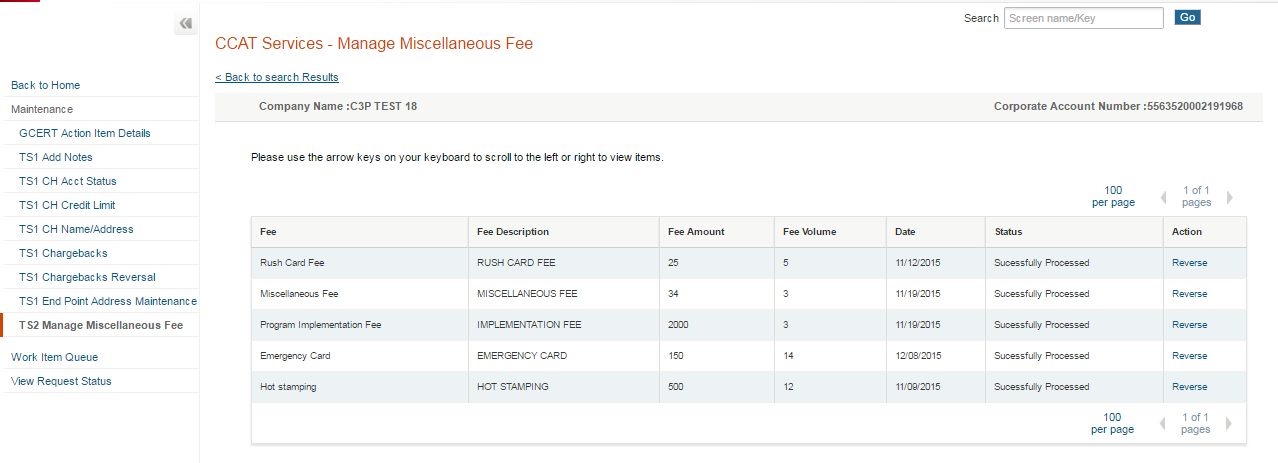 Search Screen name/Key Go
CCAT Services - Manage Miscellaneous Fee
< Back to search Results
Company Name :C3P TEST 18 Corporate Account Number :5563520002191968
Back to Home
Maintenance
GCERT Action Item Details
TS1 Add Notes
TS1 CH Acct Status
TS1 CH Credit Limit
TS1 CH Name/Address
TS1 Chargebacks
TS1 Chargebacks Reversal
TS1 End Point Address Maintenance
TS2 Manage Miscellaneous Fee
Work Item Queue
View Request Status
Please use the arrow keys on your keyboard to scroll to the left or right to view items.
100 1 of 1
per page pages
Fee Fee Description Fee Amount Fee Volume Date Status Action
Rush Card Fee RUSH CARD FEE 25 5 11/12/2015 Sucessfully Processed Reverse
Miscellaneous Fee MISCELLANEOUS FEE 34 3 11/19/2015 Sucessfully Processed Reverse
Program Implementation Fee IMPLEMENTATION FEE 2000 3 11/19/2015 Sucessfully Processed Reverse
Emergency Card EMERGENCY CARD 150 14 12/08/2015 Sucessfully Processed Reverse
Hot stamping HOT STAMPING 500 12 11/09/2015 Sucessfully Processed Reverse
100 1 of 1
per page pages